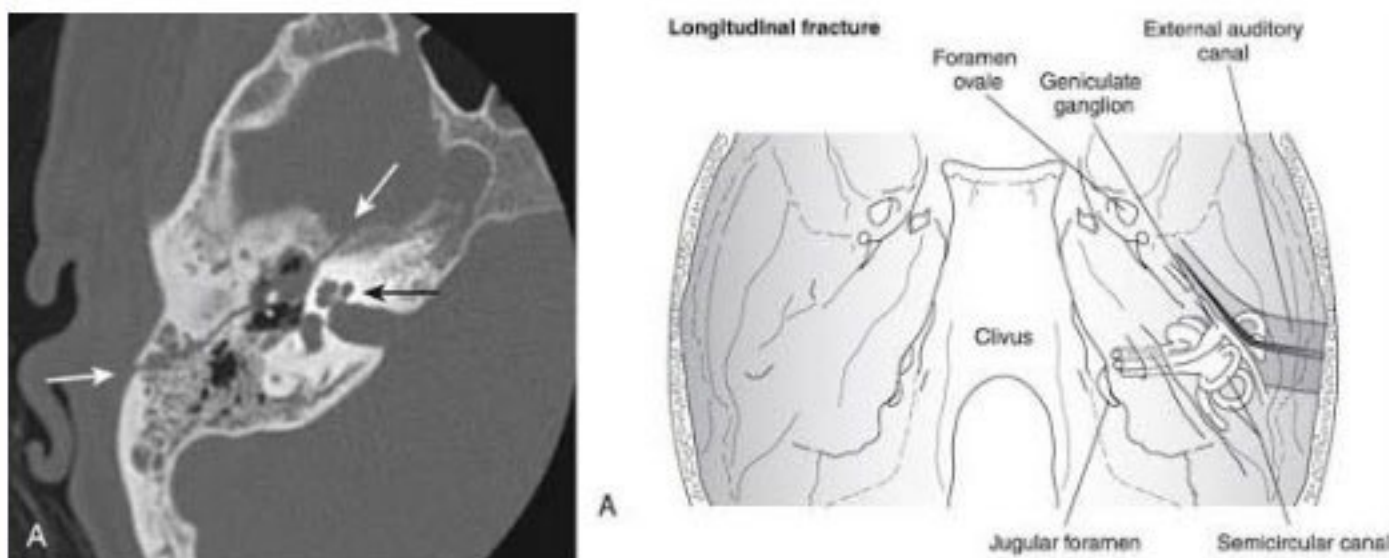 A
Longitudinal fracture
External auditory
canal
Foramen
ovale
Geniculate
ganglion
Clivus
A
Jugular foramen
Semicircular canal